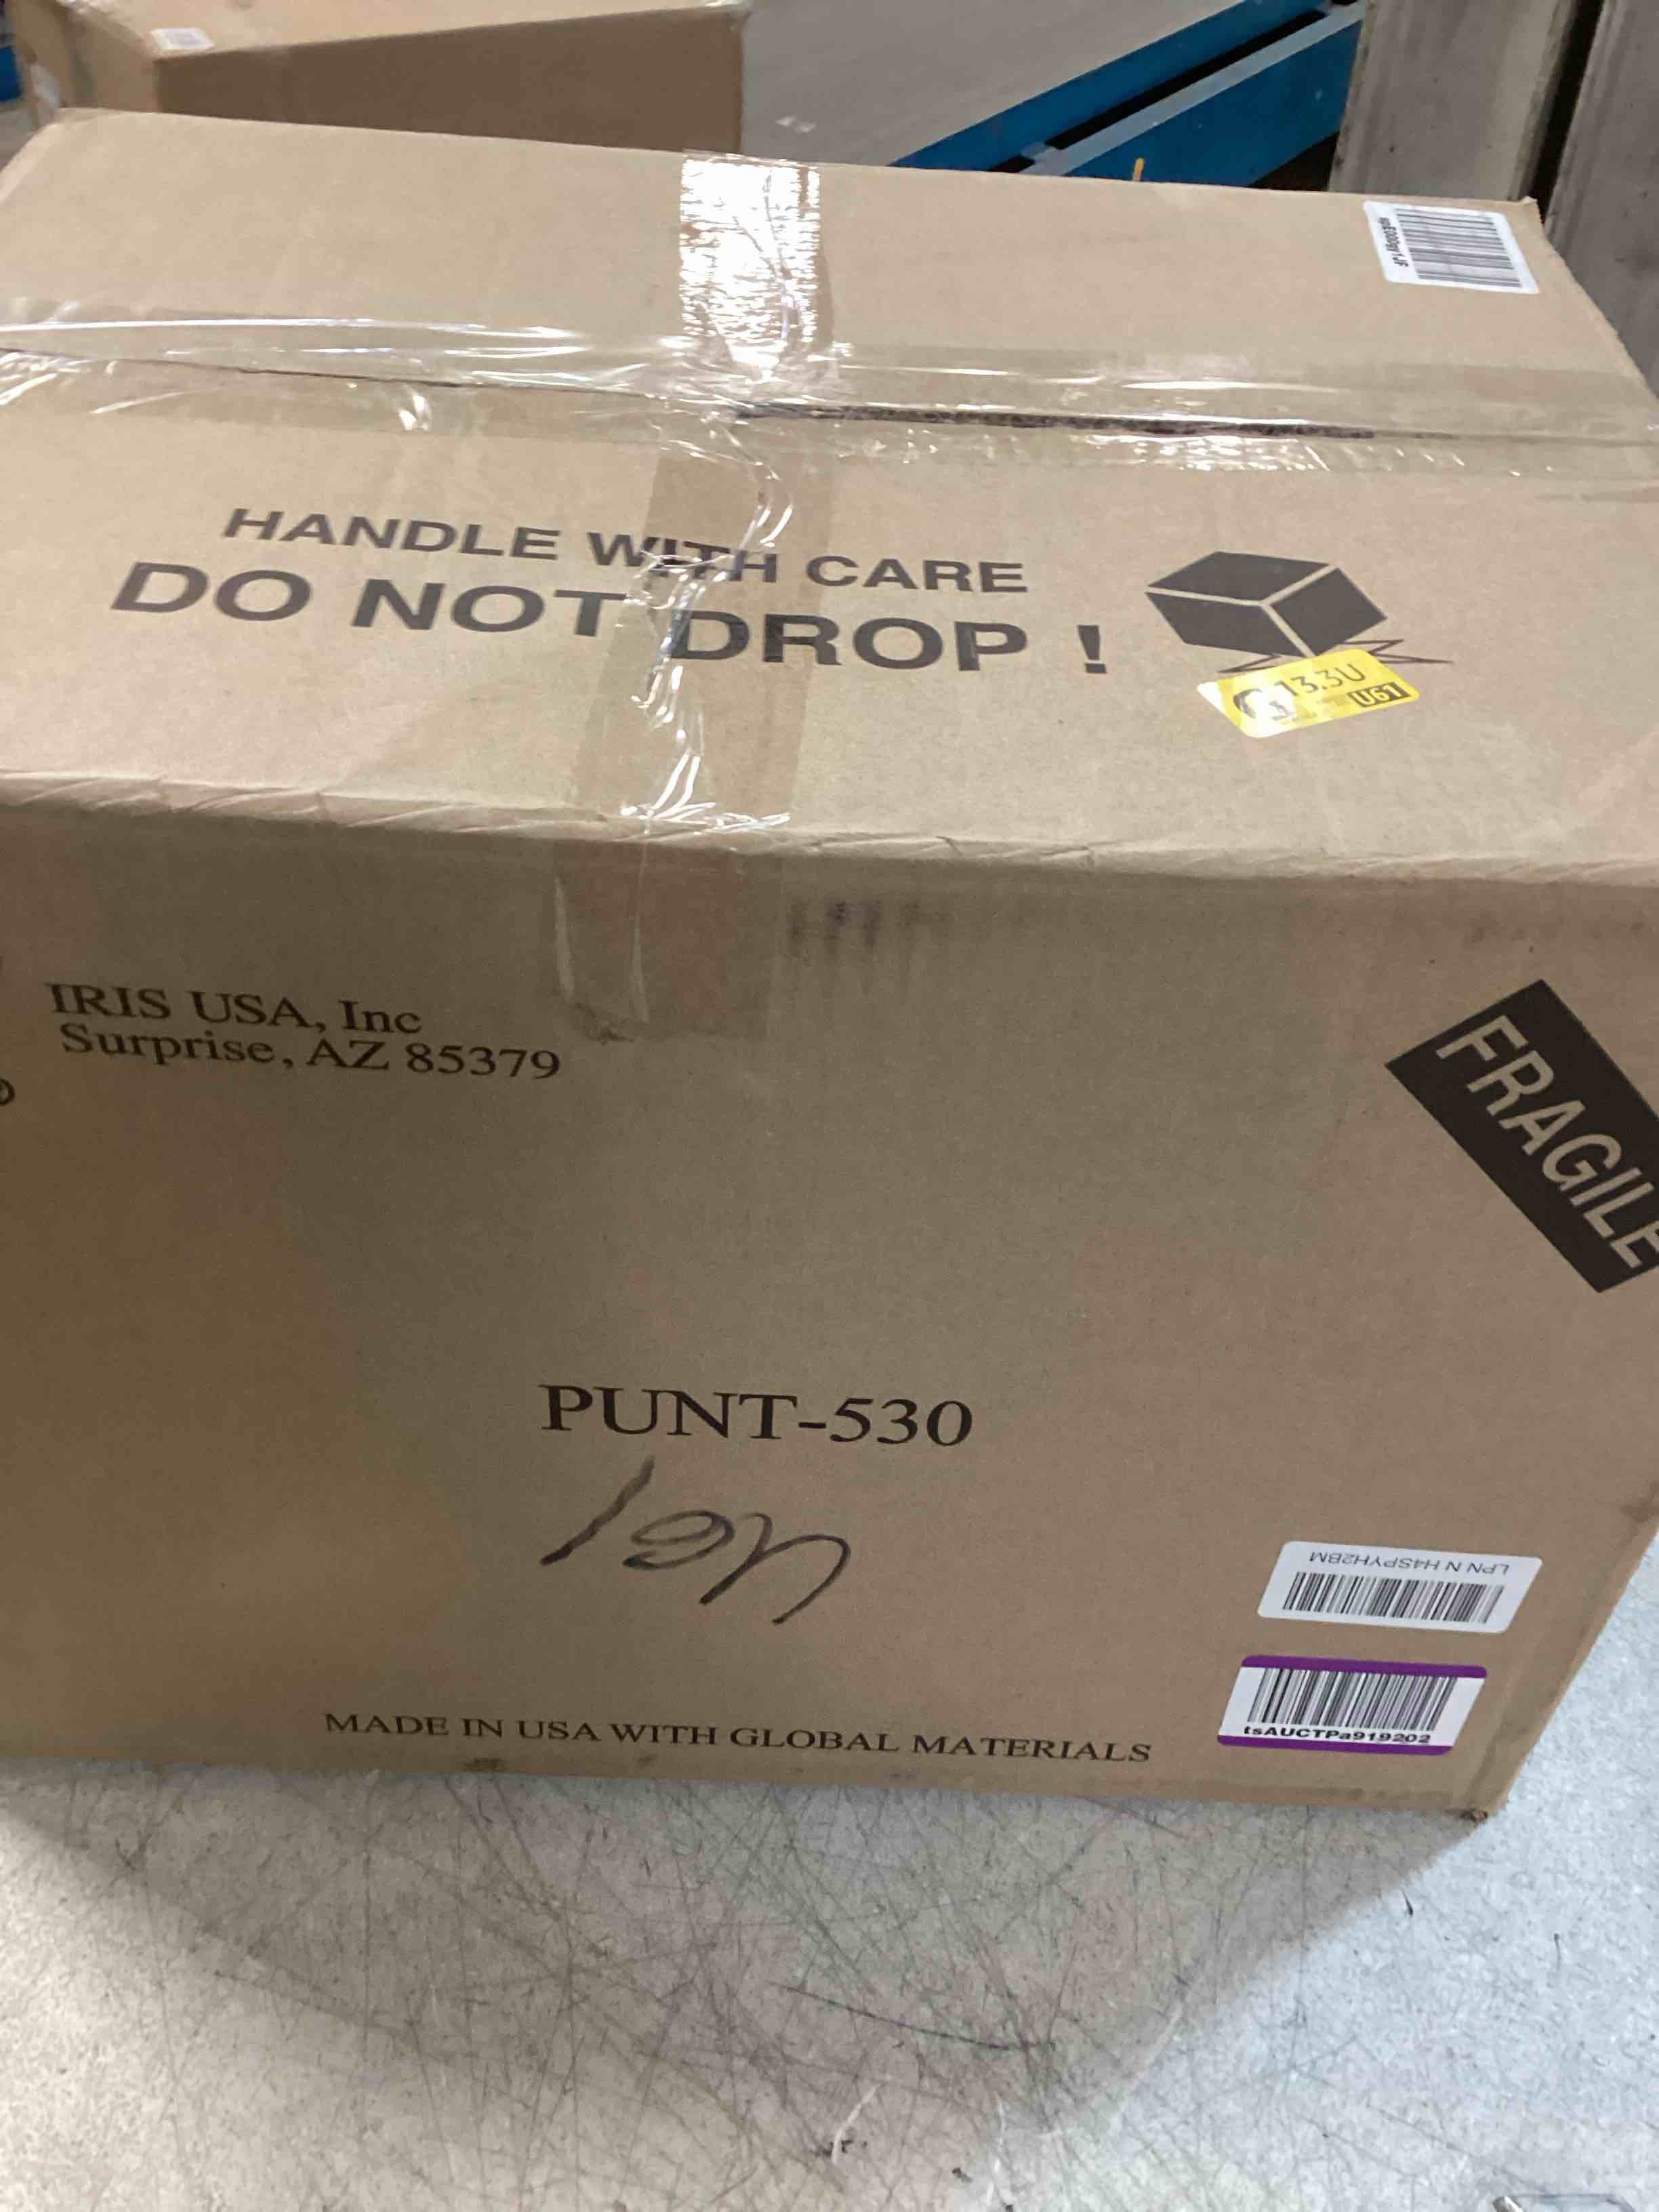 HANDLE WITH CARE
DO NOT DROP !
13.3U
U61
IRIS USA, Inc
Surprise, AZ 85379
FRAGILE
PUNT-530
U61
LPN N H4SPYH2BM
tsAUCTPa919202
MADE IN USA WITH GLOBAL MATERIALS